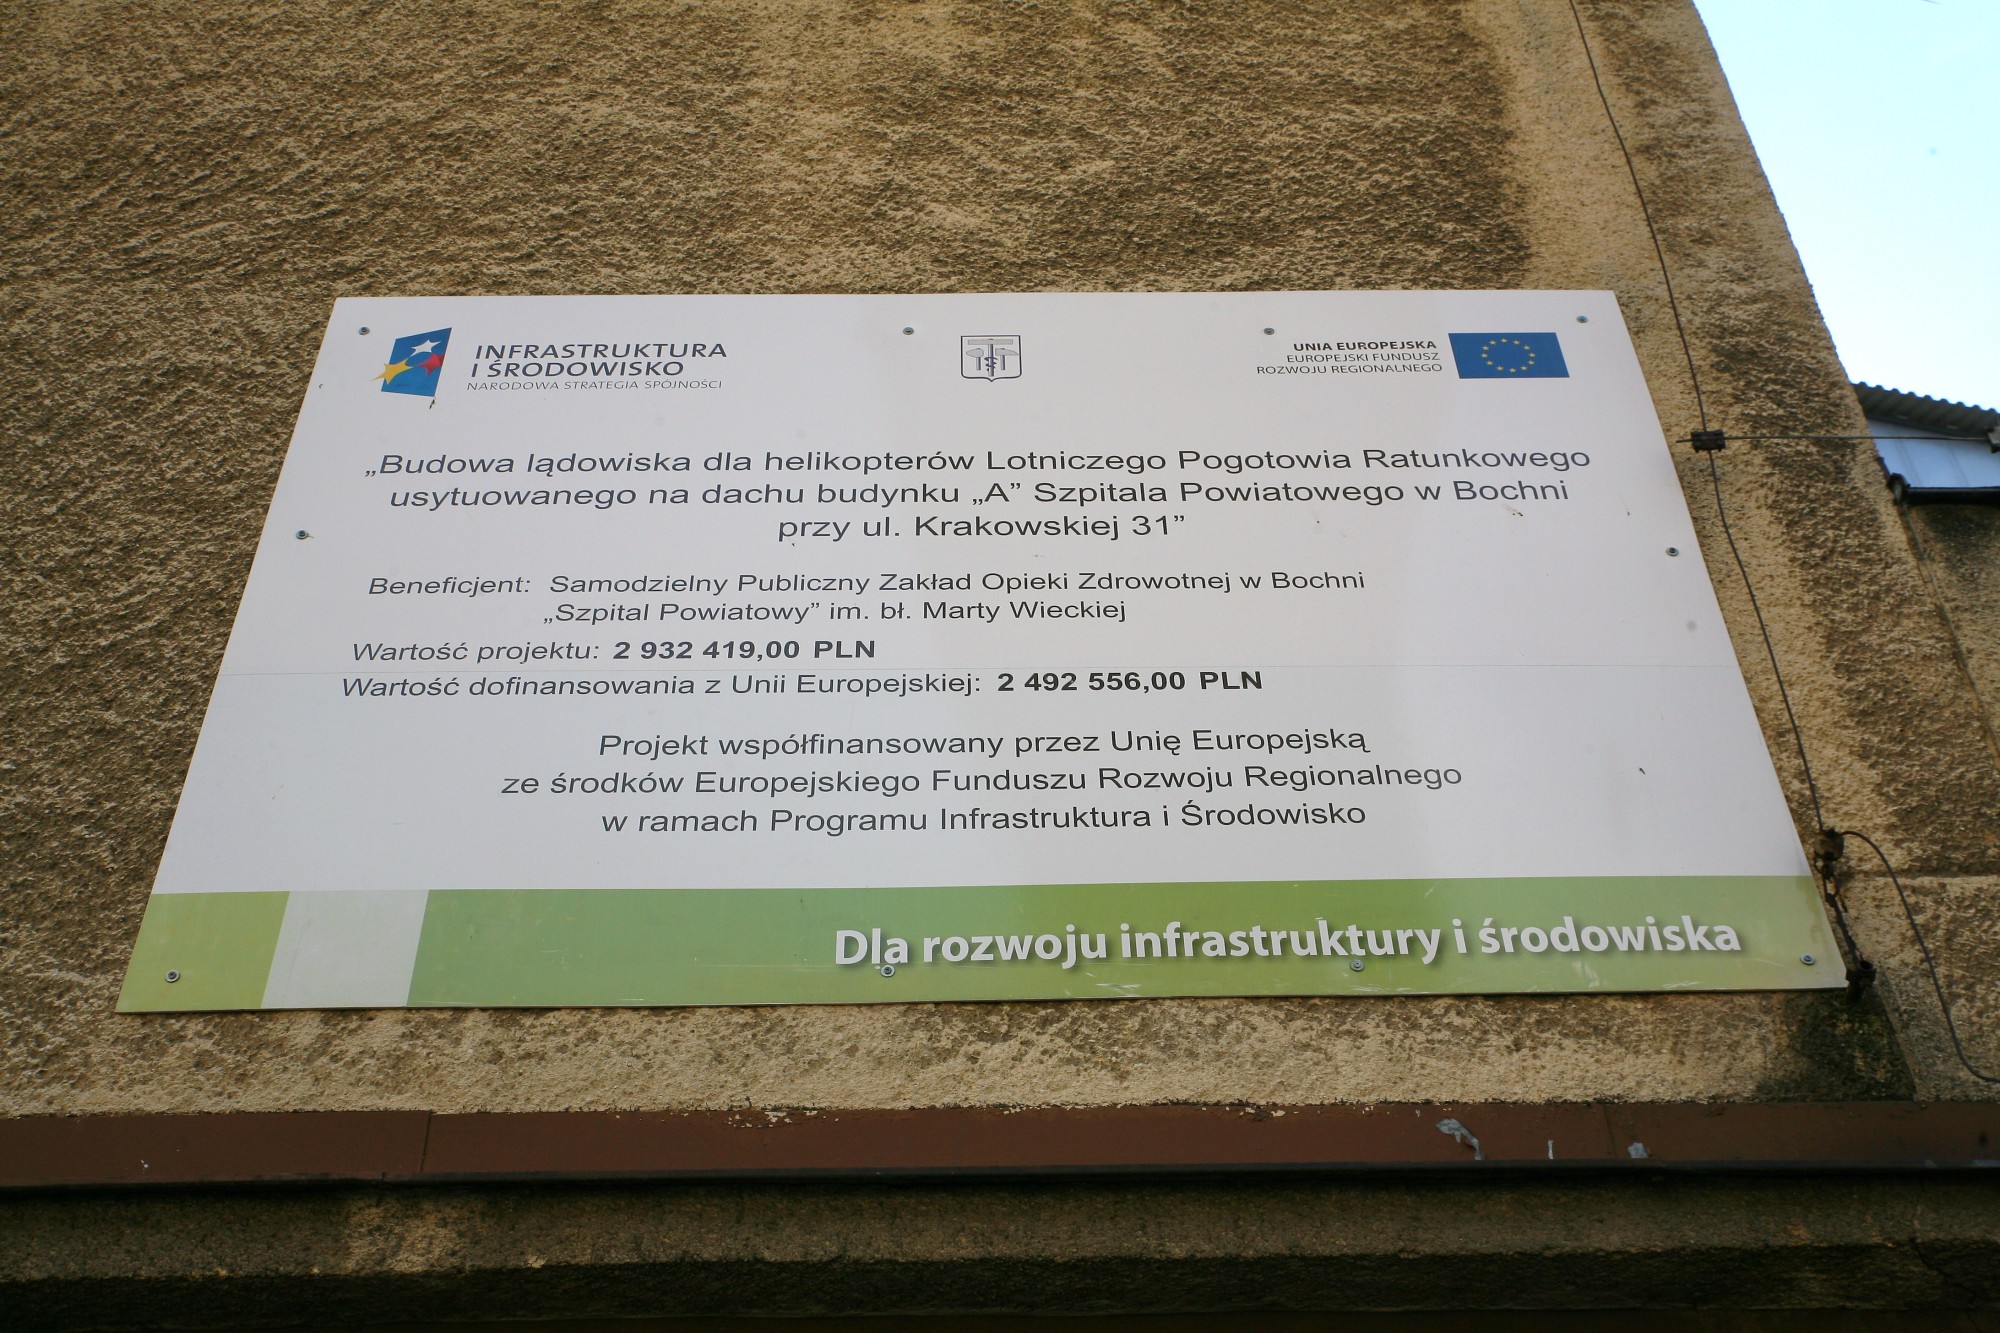 INFRASTRUKTURA
I ŚRODOWISKO
NARODOWA STRATEGIA SPÓJNOŚCI
UNIA EUROPEJSKA
EUROPEJSKI FUNDUSZ
ROZWOJU REGIONALNEGO
„Budowa lądowiska dla helikopterów Lotniczego Pogotowia Ratunkowego
usytuowanego na dachu budynku „A” Szpitala Powiatowego w Bochni
przy ul. Krakowskiej 31”
Beneficjent: Samodzielny Publiczny Zakład Opieki Zdrowotnej w Bochni
„Szpital Powiatowy” im. bł. Marty Wieckiej
Wartość projektu: 2 932 419,00 PLN
Wartość dofinansowania z Unii Europejskiej: 2 492 556,00 PLN
Projekt współfinansowany przez Unię Europejską
ze środków Europejskiego Funduszu Rozwoju Regionalnego
w ramach Programu Infrastruktura i Środowisko
Dla rozwoju infrastruktury i środowiska